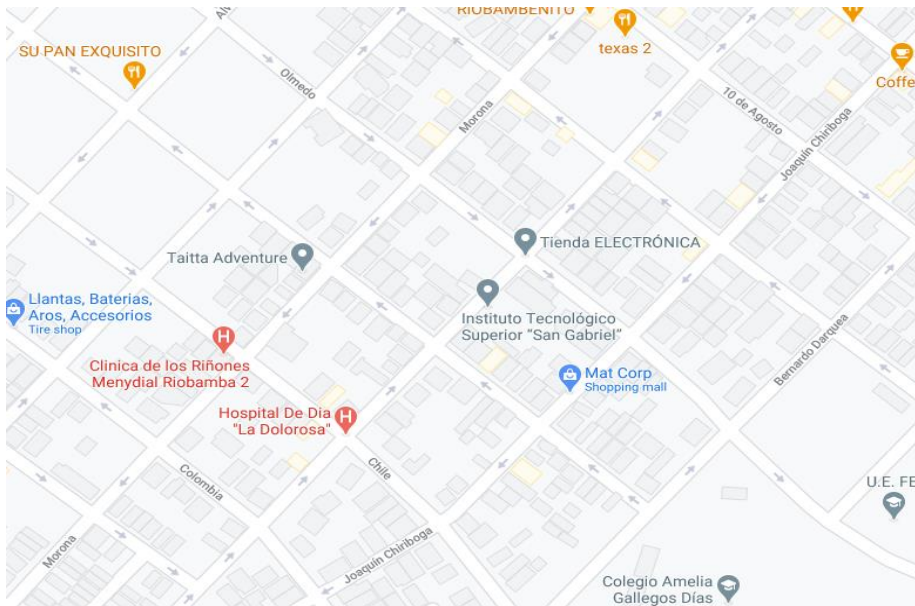 RIOBAMBENITO
SU PAN EXQUISITO
texas 2
Olmedo
Morona
10 de Agosto
Coffe
Joaquín Chiriboga
Tienda ELECTRÓNICA
Taitta Adventure
Llantas, Baterias,
Aros, Accesorios
Tire shop
Instituto Tecnológico
Superior "San Gabriel"
Clinica de los Riñones
Menydial Riobamba 2
Bernardo Darquea
Mat Corp
Shopping mall
Hospital De Dia
"La Dolorosa"
Colombia
Chile
U.E. FE
Morona
Joaquín Chiriboga
Colegio Amelia
Gallegos Días